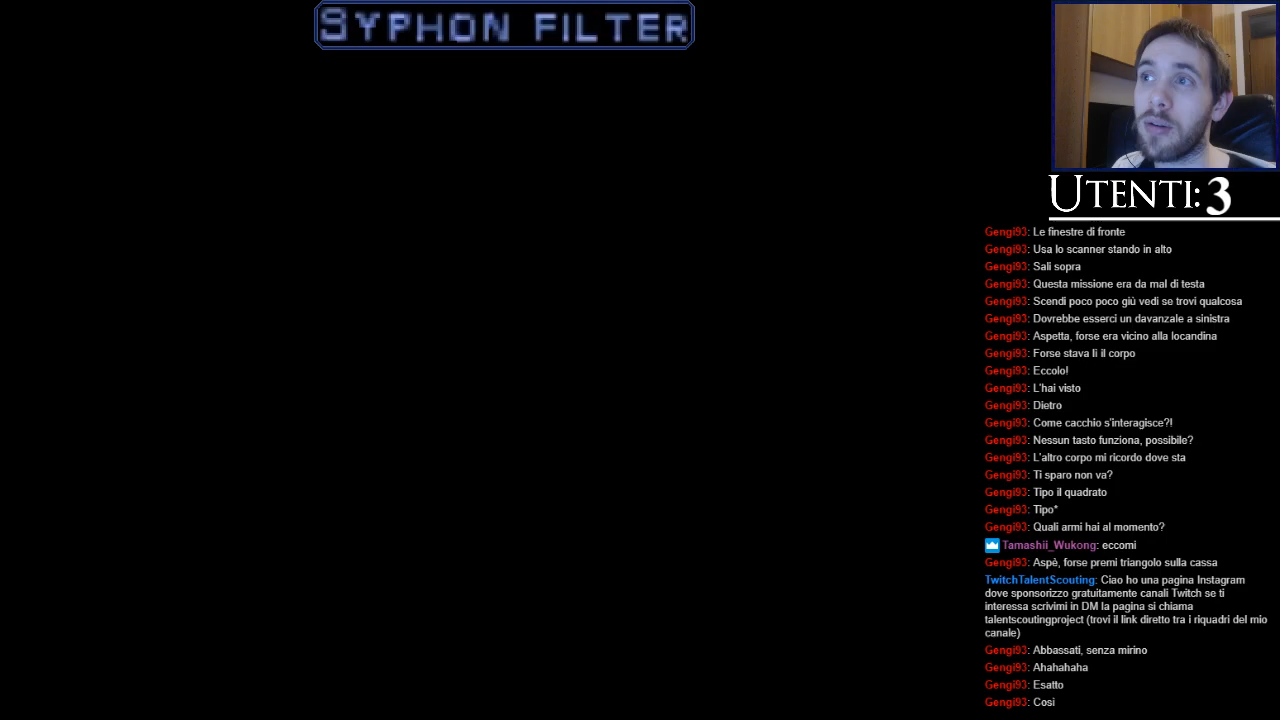 SYPHON FILTER
UTENTI: 3
Gengi93: Le finestre di fronte
Gengi93: Usa lo scanner stando in alto
Gengi93: Sali sopra
Gengi93: Questa missione era da mal di testa
Gengi93: Scendi poco poco giù vedi se trovi qualcosa
Gengi93: Dovrebbe esserci un davanzale a sinistra
Gengi93: Aspetta, forse era vicino alla locandina
Gengi93: Forse stava lì il corpo
Gengi93: Eccolo!
Gengi93: L'hai visto
Gengi93: Dietro
Gengi93: Come cacchio s'interagisce?!
Gengi93: Nessun tasto funziona, possibile?
Gengi93: L'altro corpo mi ricordo dove sta
Gengi93: Ti sparo non va?
Gengi93: Tipo il quadrato
Gengi93: Tipo*
Gengi93: Quali armi hai al momento?
Tamashii_Wukong: eccomi
Gengi93: Aspè, forse premi triangolo sulla cassa
TwitchTalentScouting: Ciao ho una pagina Instagram
dove sponsorizzo gratuitamente canali Twitch se ti
interessa scrivimi in DM la pagina si chiama
talentscoutingproject (trovi il link diretto tra i riquadri del mio
canale)
Gengi93: Abbassati, senza mirino
Gengi93: Ahahahaha
Gengi93: Esatto
Gengi93: Così